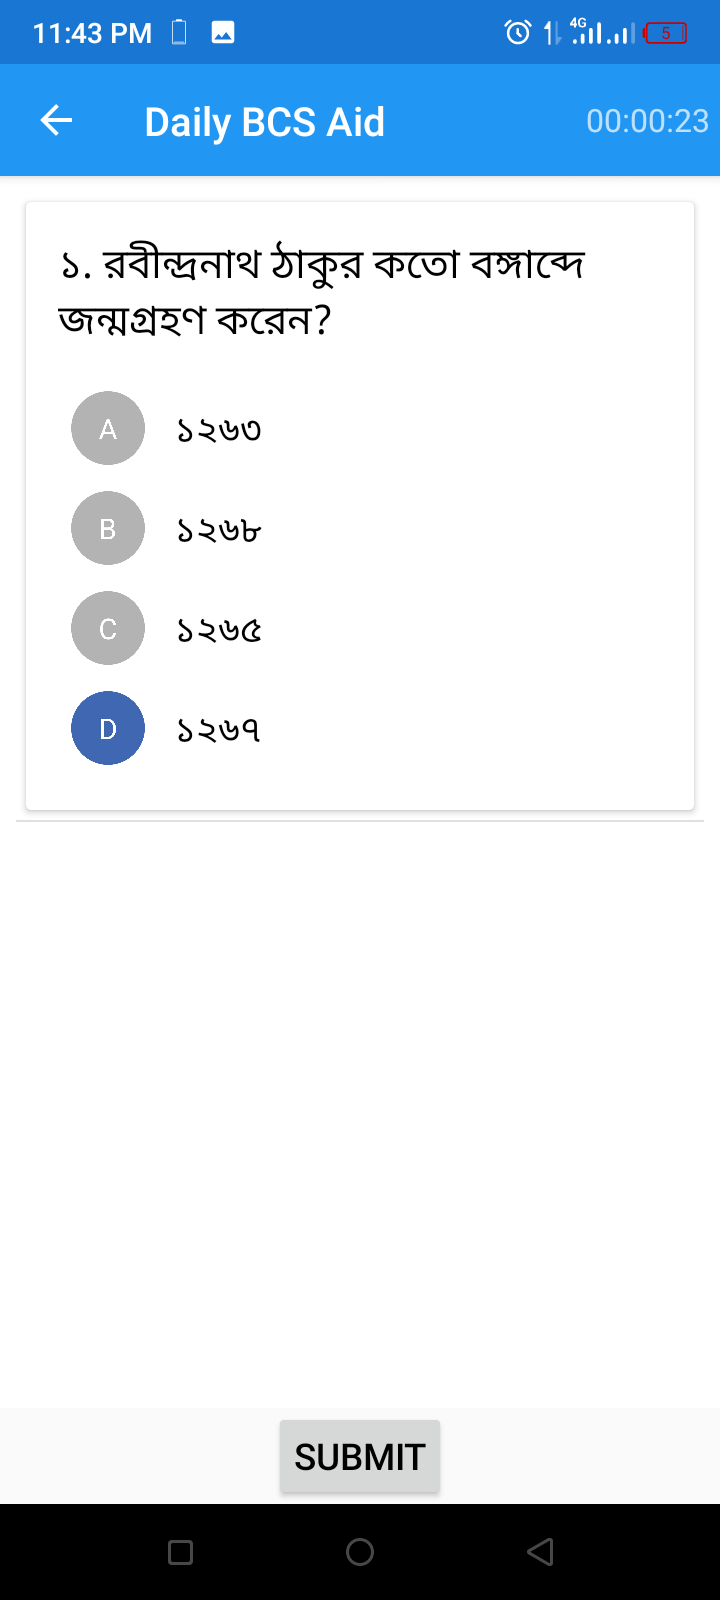 11:43 PM 4G 5
Daily BCS Aid 00:00:23
১. রবীন্দ্রনাথ ঠাকুর কতো বঙ্গাব্দে
জন্মগ্রহণ করেন?
A ১২৬৩
B ১২৬৮
C ১২৬৫
D ১২৬৭
SUBMIT